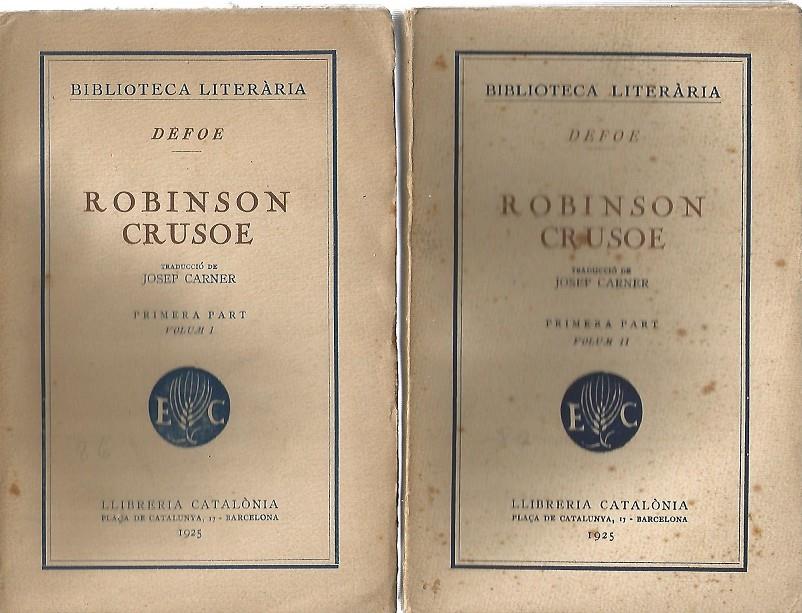 BIBLIOTECA LITERÀRIA
DEFOE
ROBINSON
CRUSOE
TRADUCCIÓ DE
JOSEP CARNER
PRIMERA PART
VOLUM I
E C
LLIBRERIA CATALÒNIA
PLAÇA DE CATALUNYA, 17 - BARCELONA
1925
BIBLIOTECA LITERÀRIA
DEFOE
ROBINSON
CRUSOE
TRADUCCIÓ DE
JOSEP CARNER
PRIMERA PART
VOLUM II
E C
LLIBRERIA CATALÒNIA
PLAÇA DE CATALUNYA, 17 - BARCELONA
1925